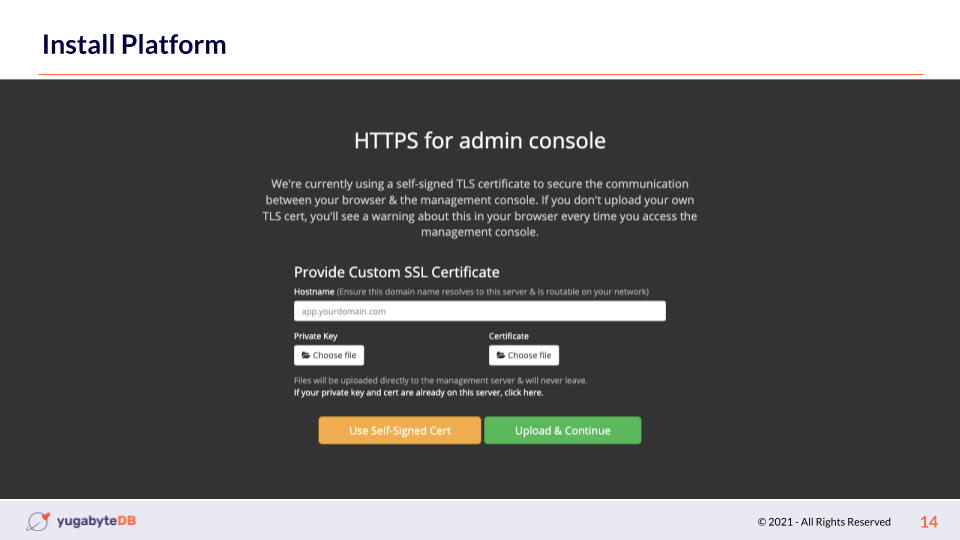 Install Platform
HTTPS for admin console
We're currently using a self-signed TLS certificate to secure the communication
between your browser & the management console. If you don't upload your own
TLS cert, you'll see a warning about this in your browser every time you access the
management console.
Provide Custom SSL Certificate
Hostname (Ensure this domain name resolves to this server & is routable on your network)
app.yourdomain.com
Private Key Certificate
Choose file Choose file
Files will be uploaded directly to the management server & will never leave.
If your private key and cert are already on this server, click here.
Use Self-Signed Cert Upload & Continue
yugabyteDB © 2021 - All Rights Reserved 14